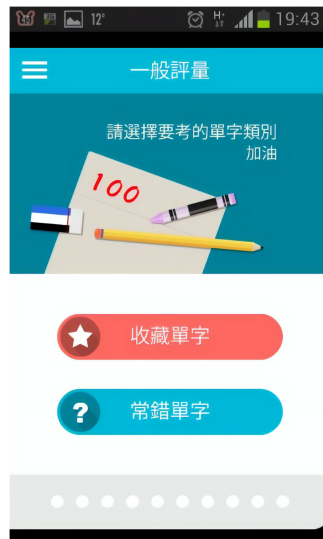 12°
H+
19:43
一般評量
請選擇要考的單字類別
加油
100
收藏單字
?
常錯單字